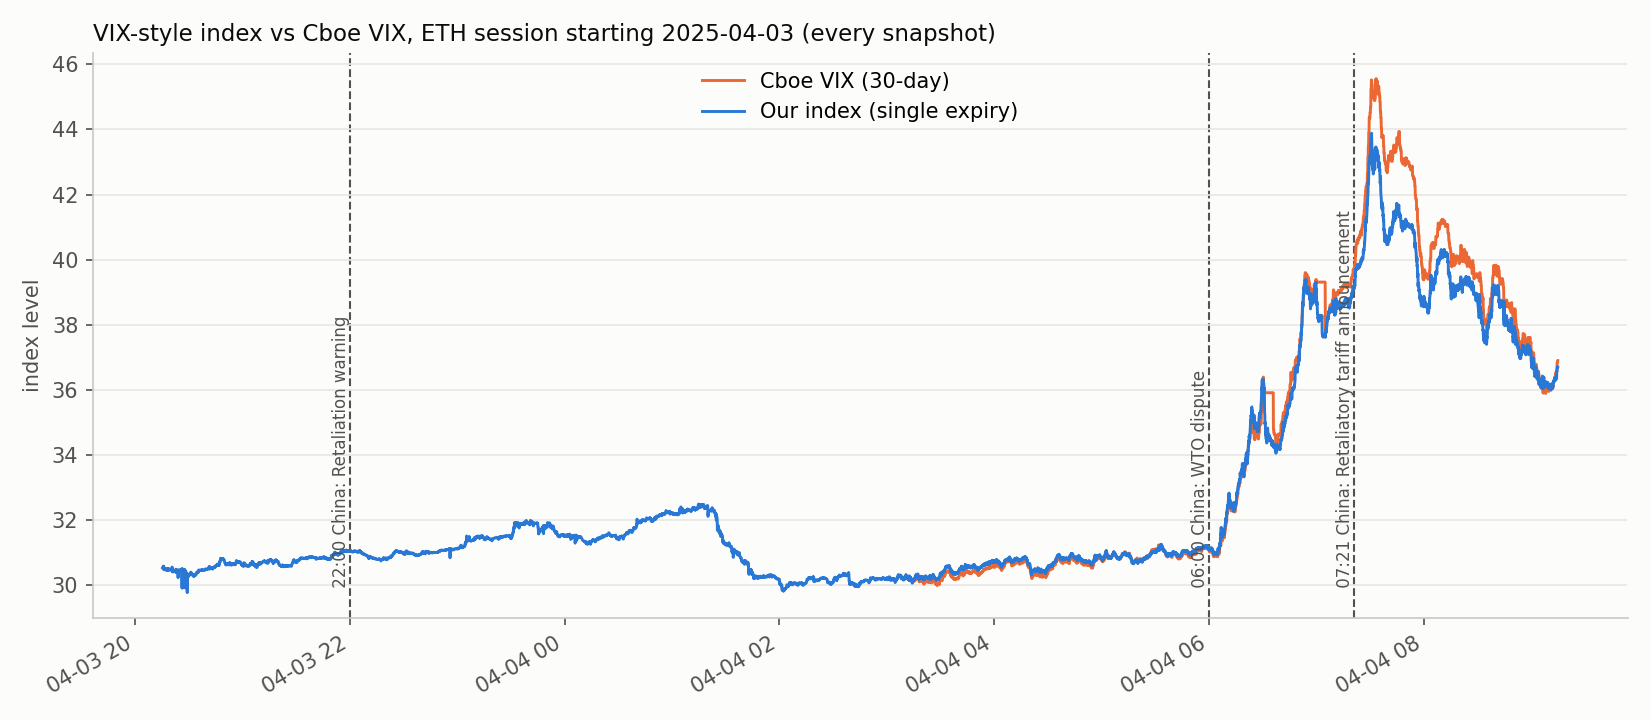 VIX-style index vs Cboe VIX, ETH session starting 2025-04-03 (every snapshot)
Cboe VIX (30-day)
Our index (single expiry)
46
44
42
40
38
36
34
32
30
index level
22:00 China: Retaliation warning
06:00 China: WTO dispute
07:21 China: Retaliatory tariff announcement
04-03 20
04-03 22
04-04 00
04-04 02
04-04 04
04-04 06
04-04 08